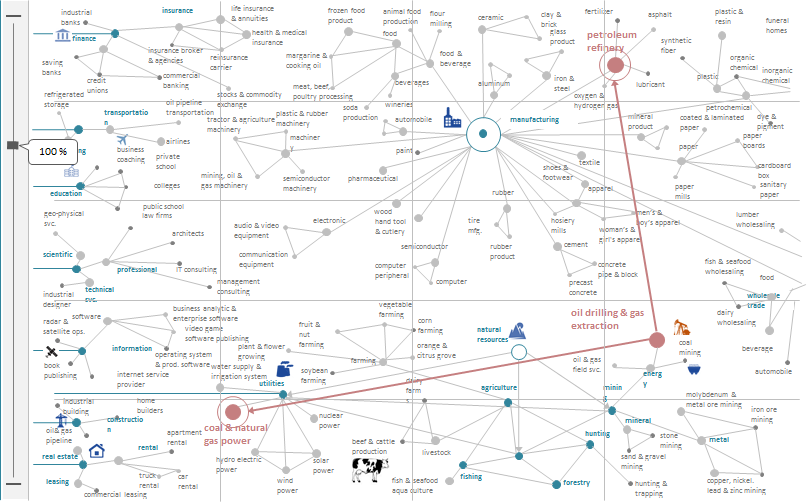 industrial
banks
insurance
life insurance
& annuities
finance
health & medical
insurance
insurance broker
& agencies
reinsurance
carrier
saving
banks
credit
unions
commercial
banking
stocks & commodity
exchange
frozen food
product
animal food
production
flour
milling
food
margarine &
cooking oil
food &
beverage
meat, beef,
poultry processing
beverages
wineries
soda
production
ceramic
clay &
brick
glass
product
aluminum
iron &
steel
fertilizer
asphalt
petroleum
refinery
synthetic
fiber
lubricant
oxygen &
hydrogen gas
plastic &
resin
funeral
homes
organic
chemical
inorganic
chemical
plastic
petrochemical
refrigerated
storage
oil pipeline
transportation
transportatio
n
airlines
business
coaching
private
school
100 %
ng
education
colleges
public school
law firms
tractor & agriculture
machinery
plastic & rubber
machinery
machiner
y
mining, oil &
gas machinery
semiconductor
machinery
automobile
paint
pharmaceutical
manufacturing
mineral
product
coated & laminated
paper
dye &
pigment
paper
boards
paper
cardboard
box
sanitary
paper
paper
mills
textile
shoes &
footwear
apparel
rubber
wood
hand tool
& cutlery
tire
mfg.
rubber
product
hosiery
mills
men's &
boy's apparel
women's &
girl's apparel
cement
concrete
pipe & block
precast
concrete
semiconductor
computer
peripheral
computer
audio & video
equipment
electronic
communication
equipment
geo-physical
svc.
architects
scientific
professional
IT consulting
technical
svc.
management
consulting
industrial
designer
lumber
wholesaling
fish & seafood
wholesaling
food
wholesale
trade
dairy
wholesaling
beverage
automobile
software
business analytic &
enterprise software
video game
software publishing
radar &
satellite ops.
information
operating system
& prod. software
book
publishing
internet service
provider
vegetable
farming
fruit &
nut
farming
corn
farming
plant & flower
growing
orange &
citrus grove
farming
soybean
farming
water supply &
irrigation system
utilities
natural
resources
oil drilling & gas
extraction
coal
mining
oil & gas
field svc.
energ
y
agriculture
dairy
farm
minin
g
mineral
molybdenum &
metal ore mining
iron ore
mining
metal
stone
mining
sand & gravel
mining
copper, nickel,
lead & zinc mining
hunting
hunting &
trapping
forestry
fishing
fish & seafood
aqua culture
livestock
beef & cattle
production
industrial
building
home
builders
constructio
n
oil& gas
pipeline
apartment
rental
real estate
rental
truck
rental
car
rental
leasing
commercial leasing
coal & natural
gas power
nuclear
power
hydro electric
power
solar
power
wind
power